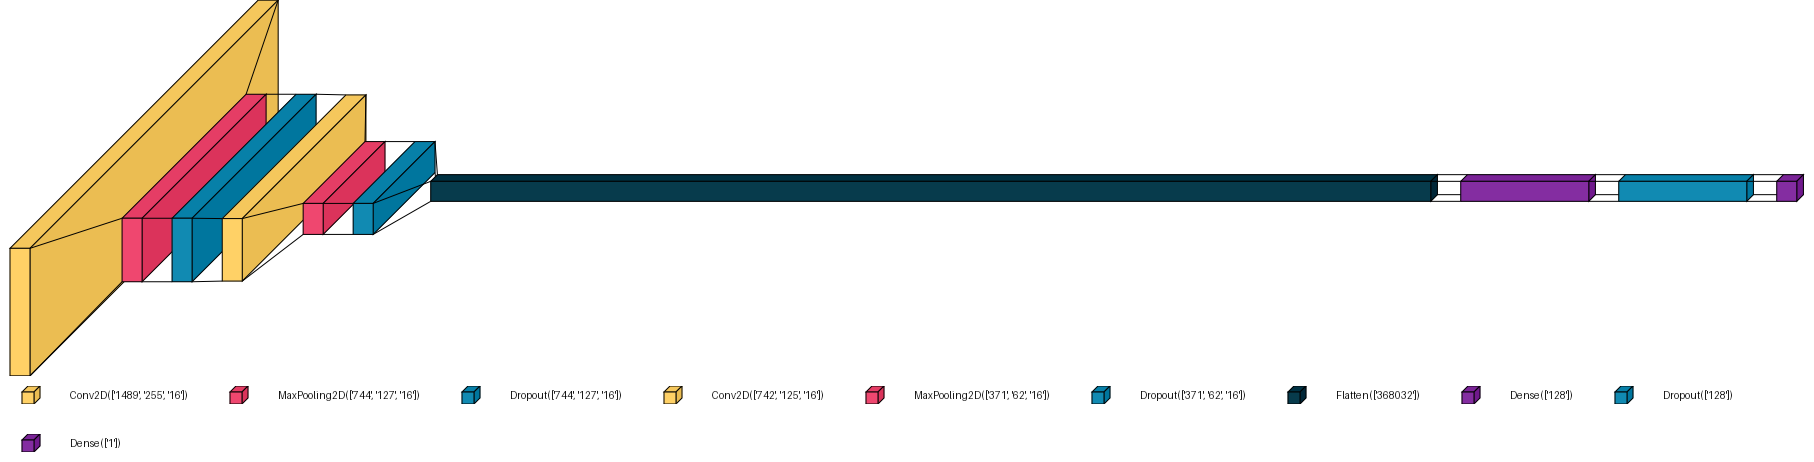 Conv2D(['1489', '255', '16']) MaxPooling2D(['744', '127', '16']) Dropout(['744', '127', '16']) Conv2D(['742', '125', '16']) MaxPooling2D(['371', '62', '16']) Dropout(['371', '62', '16']) Flatten(['368032']) Dense(['128']) Dropout(['128'])
Dense(['1'])